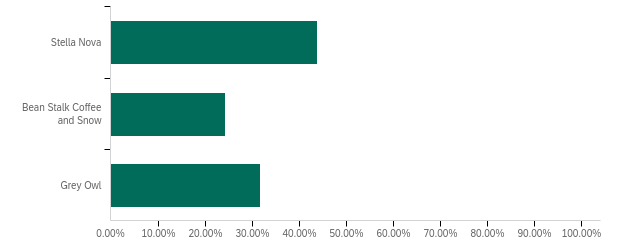 Stella Nova
Bean Stalk Coffee
and Snow
Grey Owl
0.00% 10.00% 20.00% 30.00% 40.00% 50.00% 60.00% 70.00% 80.00% 90.00% 100.00%